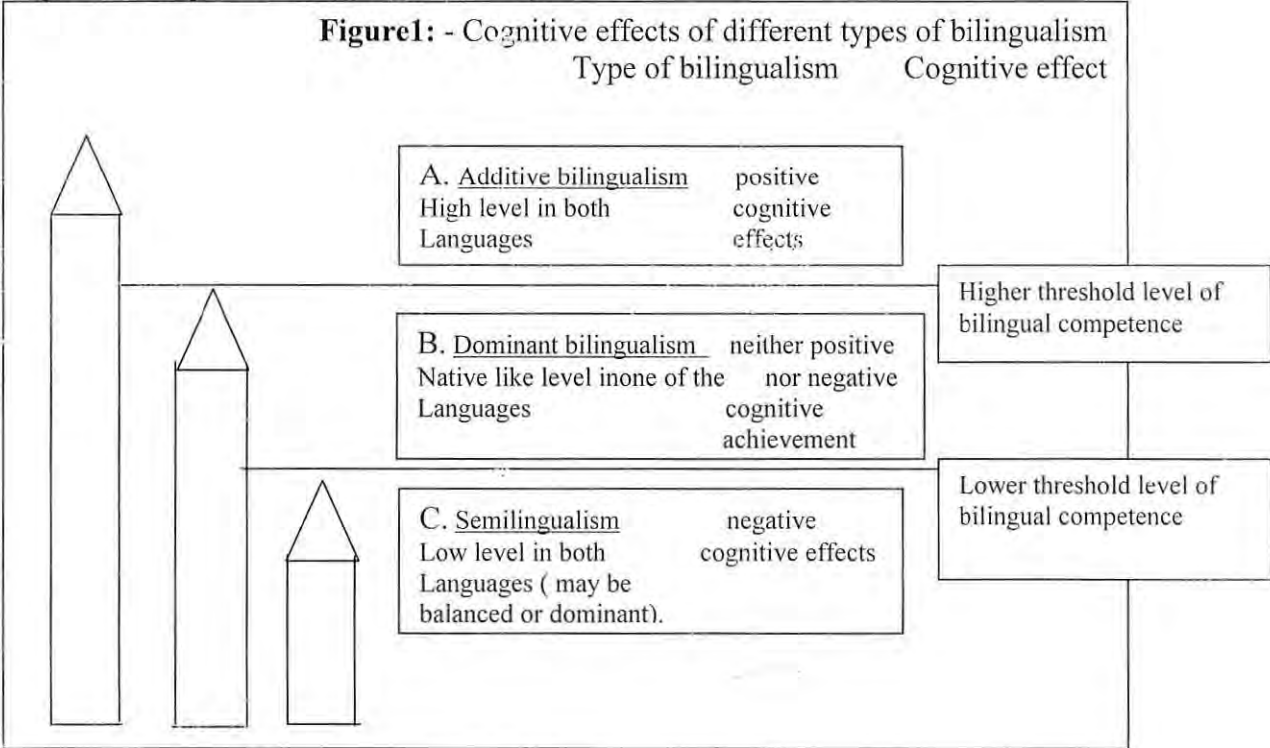 Figure1: - Cognitive effects of different types of bilingualism
Type of bilingualism Cognitive effect
A. Additive bilingualism positive
High level in both cognitive
Languages effects
Higher threshold level of
bilingual competence
B. Dominant bilingualism neither positive
Native like level inone of the nor negative
Languages cognitive
achievement
Lower threshold level of
bilingual competence
C. Semilingualism negative
Low level in both cognitive effects
Languages ( may be
balanced or dominant).